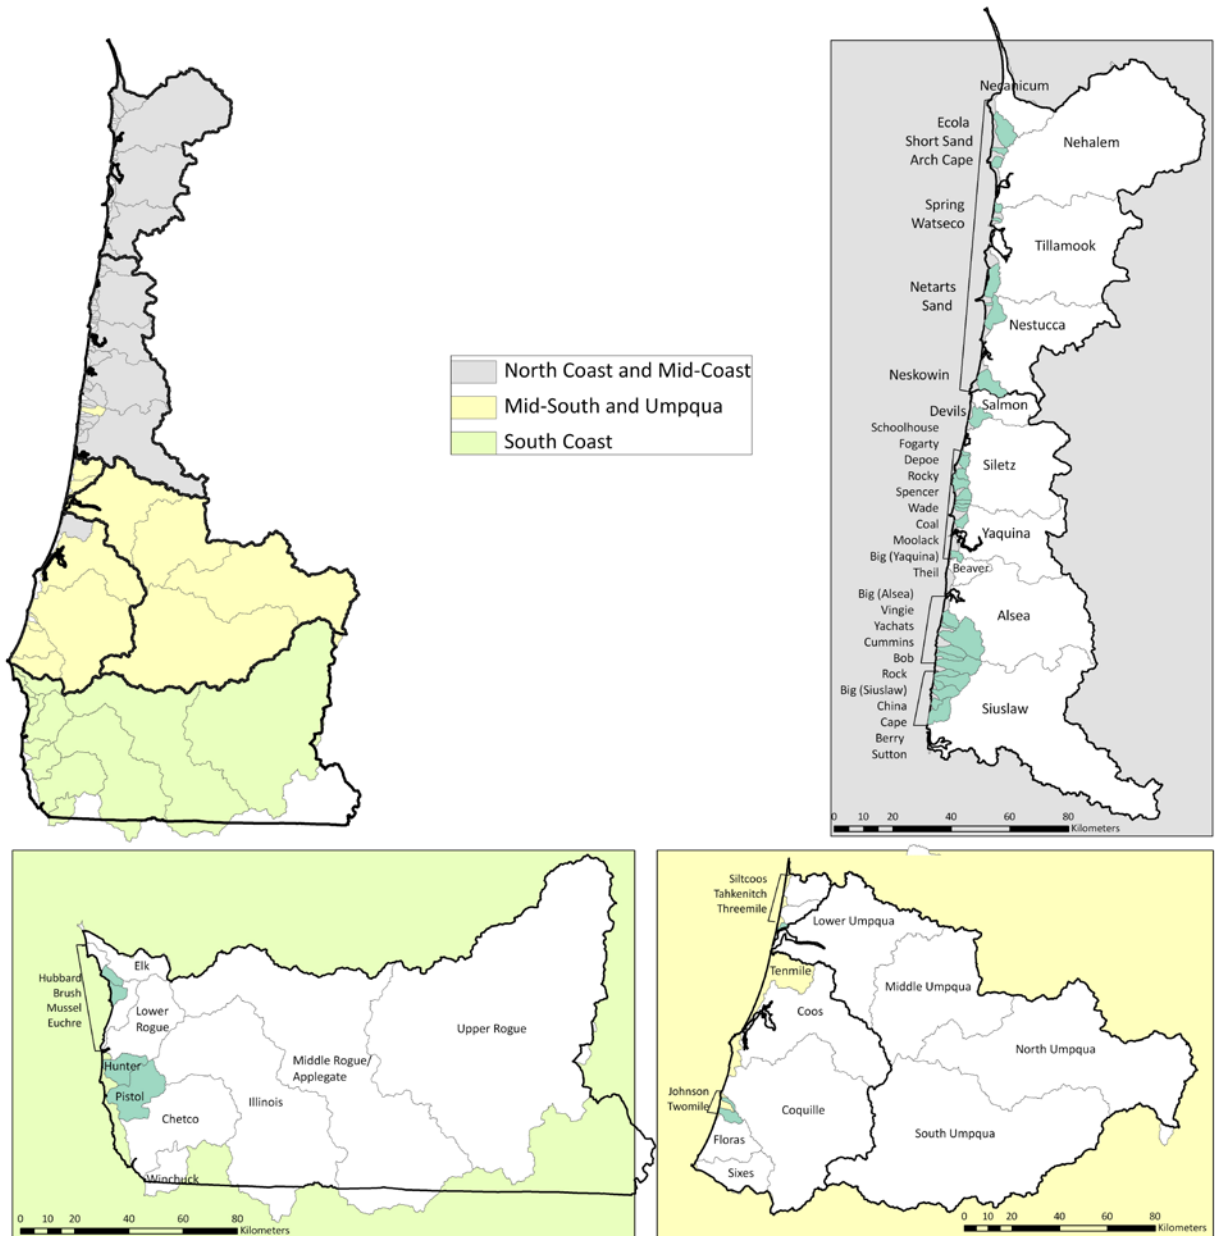 North Coast and Mid-Coast
Mid-South and Umpqua
South Coast
Necanicum
Ecola
Short Sand
Arch Cape
Nehalem
Spring
Watseco
Tillamook
Netarts
Sand
Nestucca
Neskowin
Salmon
Devils
Schoolhouse
Fogarty
Depoe
Rocky
Spencer
Wade
Coal
Moolack
Big (Yaquina)
Theil
Siletz
Yaquina
Beaver
Big (Alsea)
Vingie
Yachats
Cummins
Bob
Alsea
Rock
Big (Siuslaw)
China
Cape
Berry
Sutton
Siuslaw
0 10 20 40 60 80
Kilometers
Elk
Hubbard
Brush
Mussel
Euchre
Lower
Rogue
Upper Rogue
Middle Rogue/
Applegate
Hunter
Pistol
Illinois
Chetco
Winchuck
0 10 20 40 60 80
Kilometers
Siltcoos
Tahkenitch
Threemile
Lower Umpqua
Tenmile
Middle Umpqua
Coos
North Umpqua
Johnson
Twomile
Coquille
South Umpqua
Floras
Sixes
0 10 20 40 60 80
Kilometers